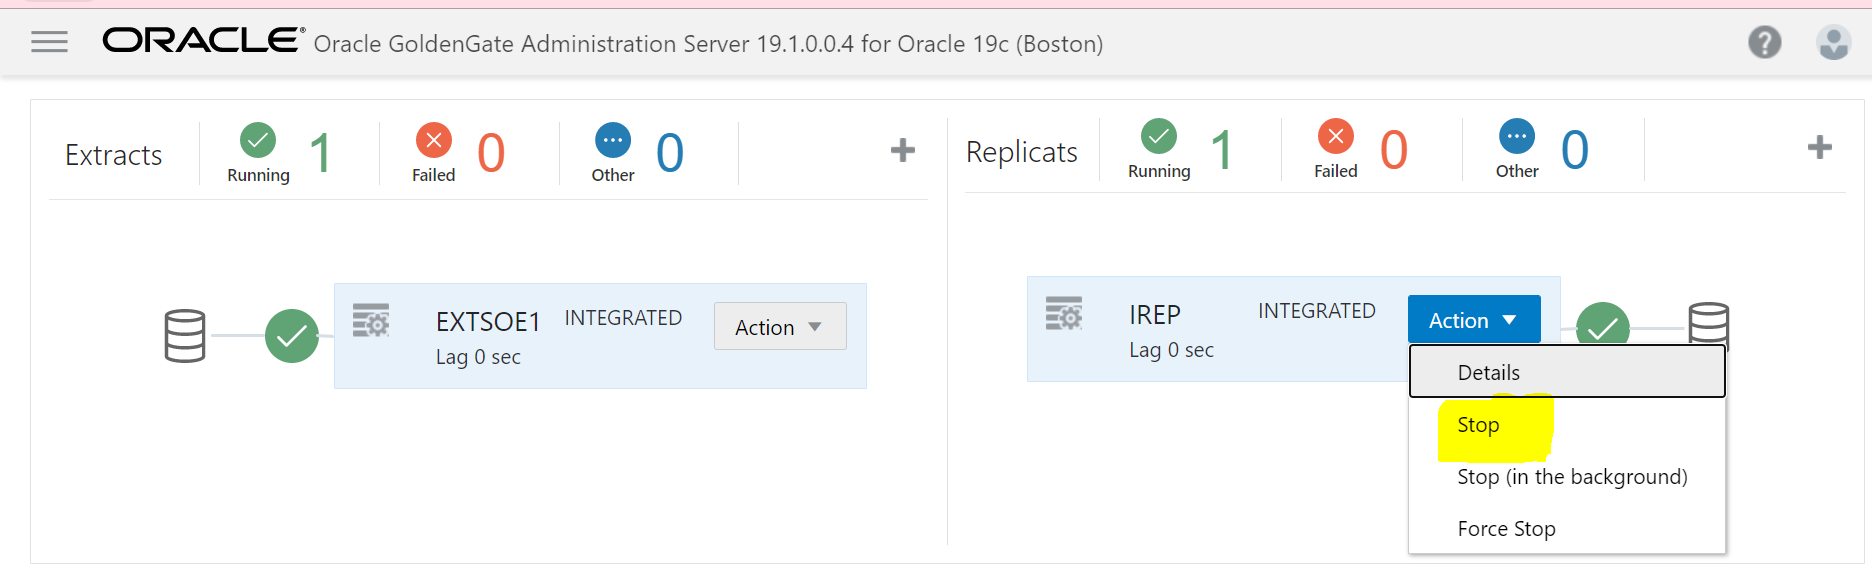 ORACLE® Oracle GoldenGate Administration Server 19.1.0.0.4 for Oracle 19c (Boston)
Extracts
Running
1
Failed
0
Other
0
Replicats
Running
1
Failed
0
Other
0
EXTSOE1 INTEGRATED Action
Lag 0 sec
IREP INTEGRATED Action
Lag 0 sec
Details
Stop
Stop (in the background)
Force Stop